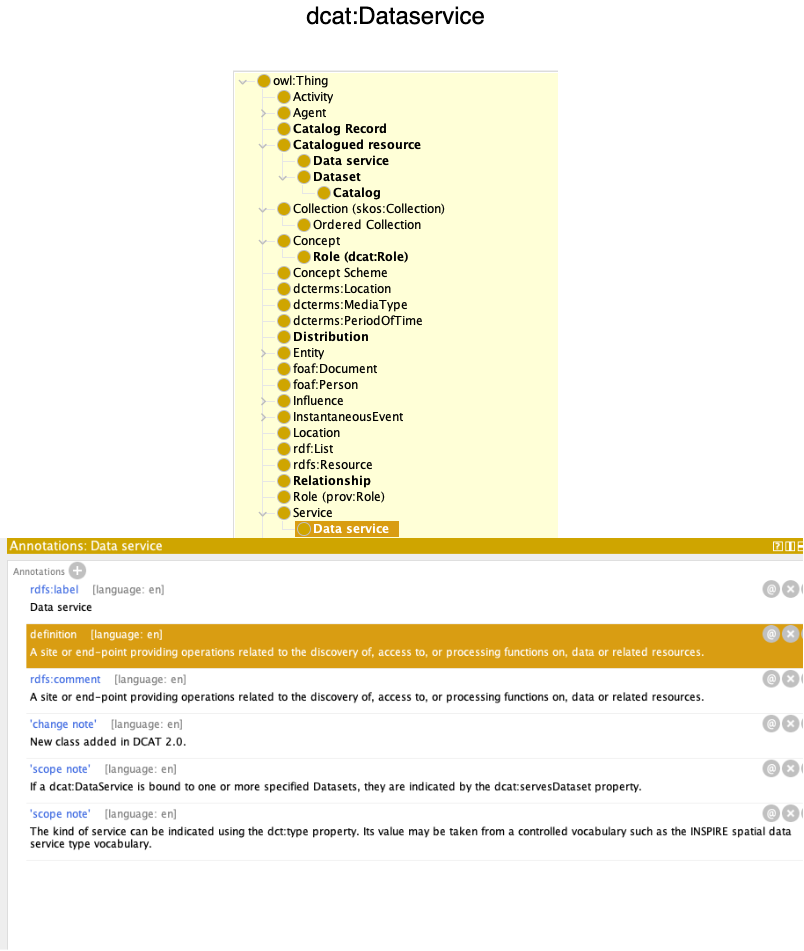 dcat:Dataservice
owl:Thing
Activity
Agent
Catalog Record
Catalogued resource
Data service
Dataset
Catalog
Collection (skos:Collection)
Ordered Collection
Concept
Role (dcat:Role)
Concept Scheme
dcterms:Location
dcterms:MediaType
dcterms:PeriodOfTime
Distribution
Entity
foaf:Document
foaf:Person
Influence
InstantaneousEvent
Location
rdf:List
rdfs:Resource
Relationship
Role (prov:Role)
Service
Data service
Annotations: Data service
Annotations
rdfs:label [language: en]
Data service
definition [language: en]
A site or end-point providing operations related to the discovery of, access to, or processing functions on, data or related resources.
rdfs:comment [language: en]
A site or end-point providing operations related to the discovery of, access to, or processing functions on, data or related resources.
'change note' [language: en]
New class added in DCAT 2.0.
'scope note' [language: en]
If a dcat:DataService is bound to one or more specified Datasets, they are indicated by the dcat:servesDataset property.
'scope note' [language: en]
The kind of service can be indicated using the dct:type property. Its value may be taken from a controlled vocabulary such as the INSPIRE spatial data
service type vocabulary.